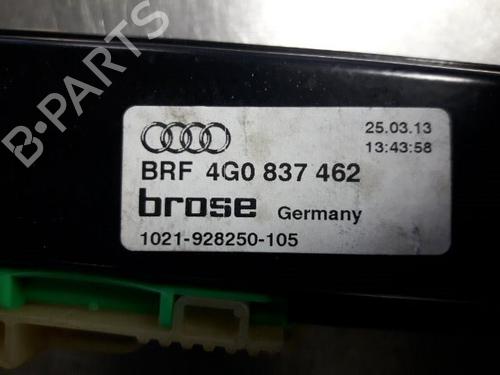 B-PARTS
25.03.13
13:43:58
BRF 4G0 837 462
brose Germany
1021-928250-105